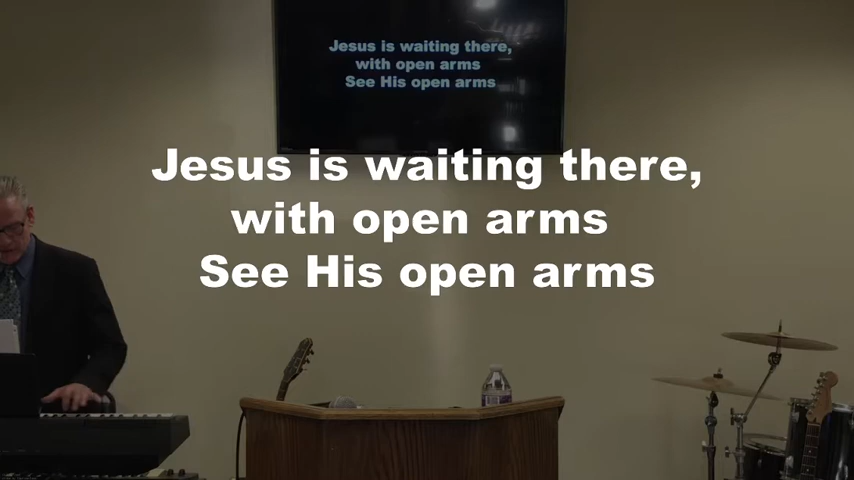 Jesus is waiting there,
with open arms
See His open arms
Jesus is waiting there,
with open arms
See His open arms